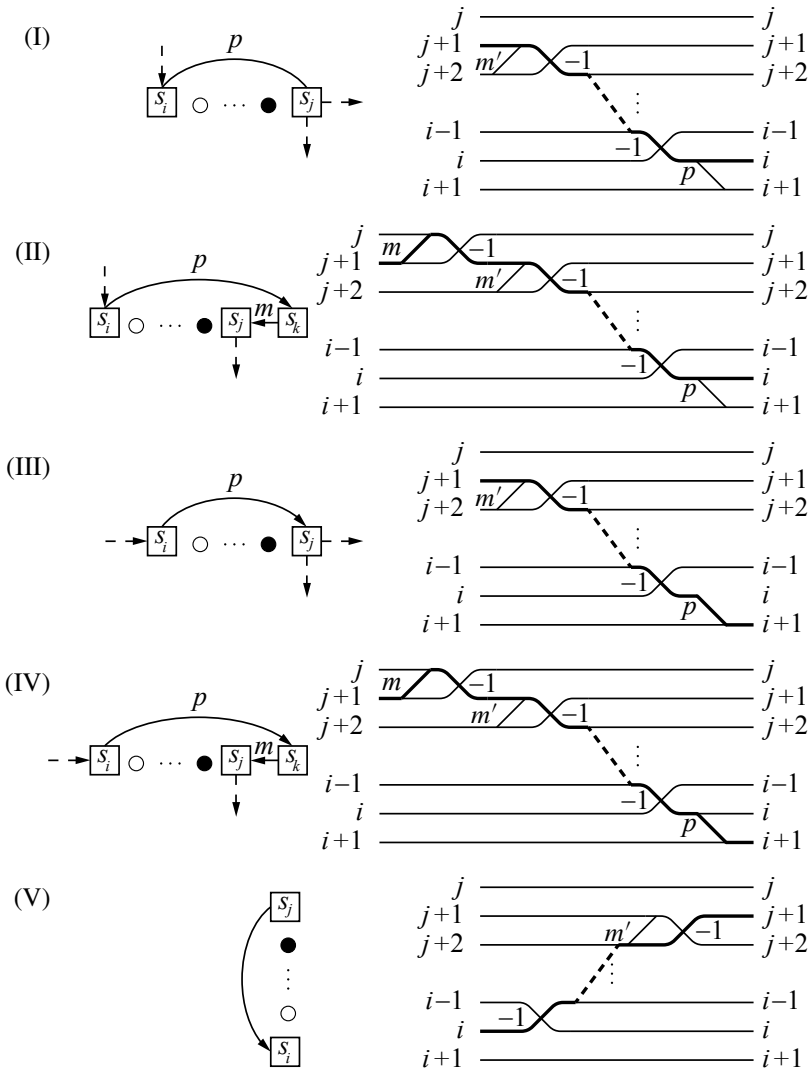 (I) p j j
j+1 m′ –1 j+1
s_i ··· s_j j+2 j+2
⋮
i–1 –1 i–1
i p i
i+1 i+1
(II) j m –1 j
p j+1 m′ –1 j+1
j+2 j+2
s_i ··· s_j m s_k ⋮
i–1 –1 i–1
i p i
i+1 i+1
(III) j j
p j+1 m′ –1 j+1
j+2 j+2
s_i ··· s_j ⋮
i–1 –1 i–1
i p i
i+1 i+1
(IV) j m –1 j
p j+1 m′ –1 j+1
j+2 j+2
s_i ··· s_j m s_k ⋮
i–1 –1 i–1
i p i
i+1 i+1
(V) j j
s_j j+1 m′ –1 j+1
j+2 j+2
⋮ ⋮
i–1 –1 i–1
i i
s_i i+1 i+1